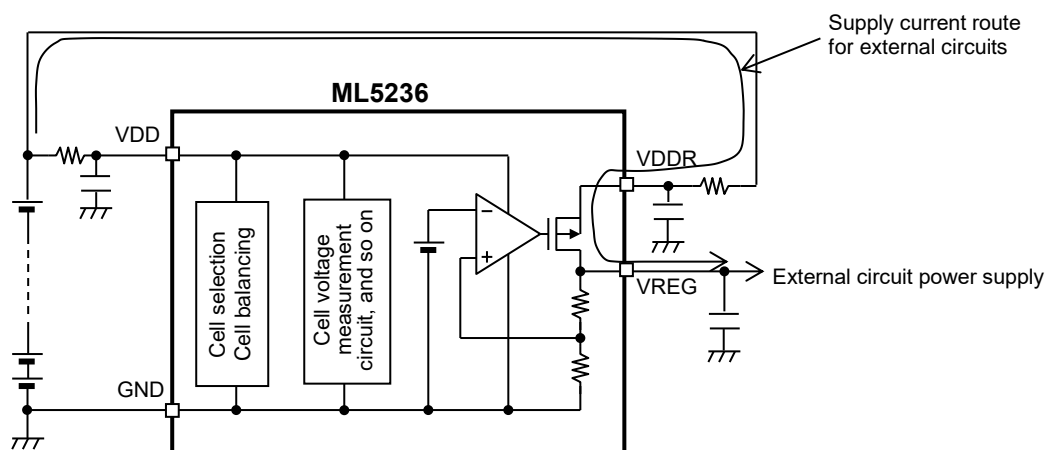 Supply current route
for external circuits
ML5236
VDD
VDDR
Cell selection
Cell balancing
Cell voltage
measurement
circuit, and so on
−
+
VREG
External circuit power supply
GND